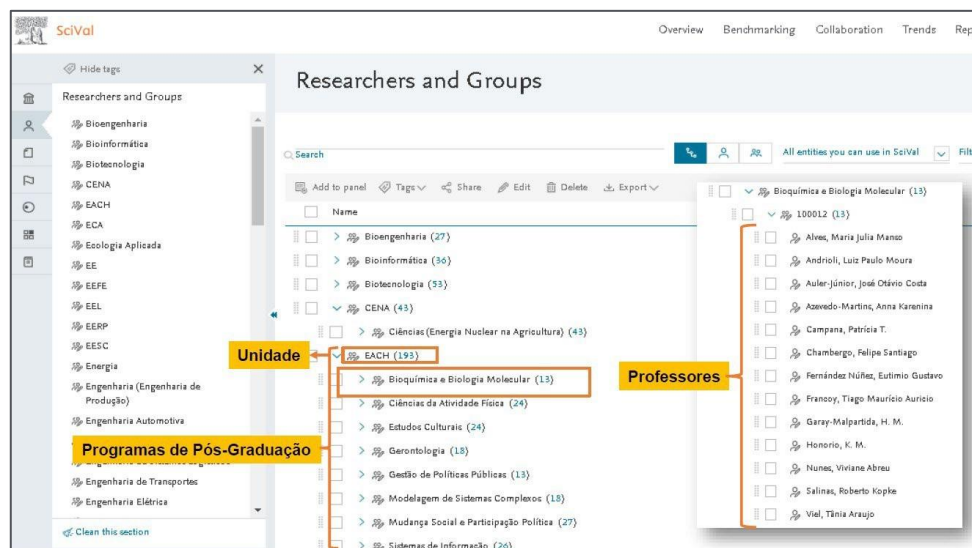 SciVal
Overview Benchmarking Collaboration Trends Rep
Hide tags
Researchers and Groups
Bioengenharia
Bioinformática
Biotecnologia
CENA
EACH
ECA
Ecologia Aplicada
EE
EEFE
EEL
EERP
EESC
Energia
Engenharia (Engenharia de
Produção)
Engenharia Automotiva
Engenharia de Transportes
Engenharia Elétrica
Clean this section
Researchers and Groups
Search
All entities you can use in SciVal Filt
Add to panel Tags Share Edit Delete Export
Name
Bioengenharia (27)
Bioinformática (36)
Biotecnologia (53)
CENA (43)
Ciências (Energia Nuclear na Agricultura) (43)
Unidade
EACH (193)
Bioquímica e Biologia Molecular (13)
Ciências da Atividade Física (24)
Estudos Culturais (24)
Programas de Pós-Graduação
Gerontologia (18)
Gestão de Políticas Públicas (13)
Modelagem de Sistemas Complexos (18)
Mudança Social e Participação Política (27)
Sistemas de Informação (26)
Bioquímica e Biologia Molecular (13)
100012 (13)
Professores
Alves, Maria Julia Manso
Andrioli, Luiz Paulo Moura
Auler-Júnior, José Otávio Costa
Azevedo-Martins, Anna Karenina
Campana, Patrícia T.
Chambergo, Felipe Santiago
Fernández Núñez, Eutimio Gustavo
Francoy, Tiago Maurício Auricio
Garay-Malpartida, H. M.
Honorio, K. M.
Nunes, Viviane Abreu
Salinas, Roberto Kopke
Viel, Tânia Araujo